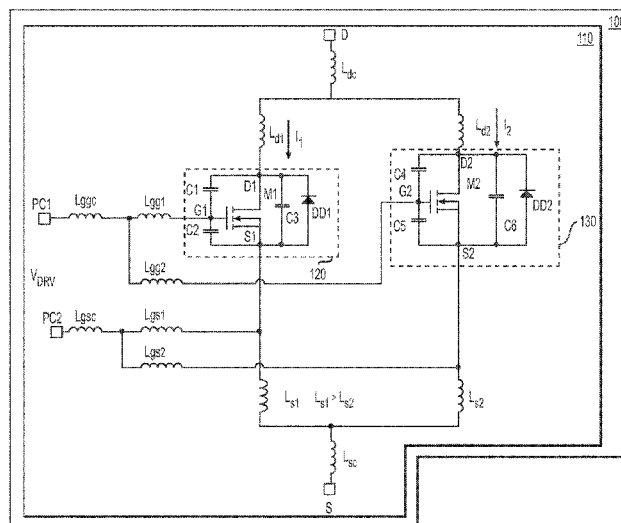 100
110
D
Ldc
Ld1
I1
Ld2
I2
D1
D2
C1
M1
C4
M2
PC1
Lggc
Lgg1
G1
C3
DD1
G2
C6
DD2
C2
S1
C5
S2
120
130
VDRV
Lgg2
PC2
Lgsc
Lgs1
Lgs2
Ls1
Ls1 > Ls2
Ls2
Lsc
S